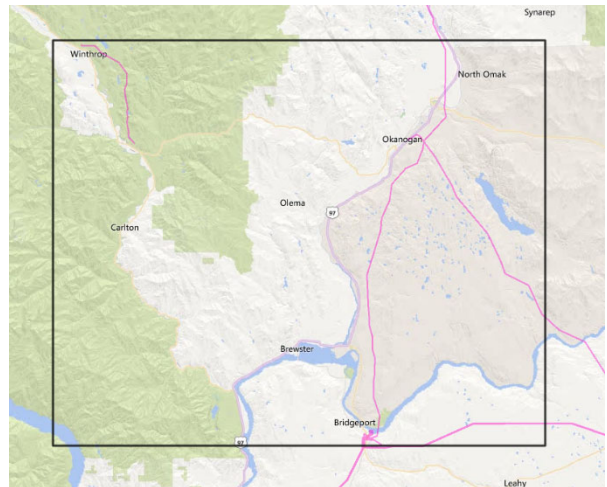 Synarep
Winthrop
North Omak
Okanogan
Olema
97
Carlton
Brewster
Bridgeport
97
Leahy